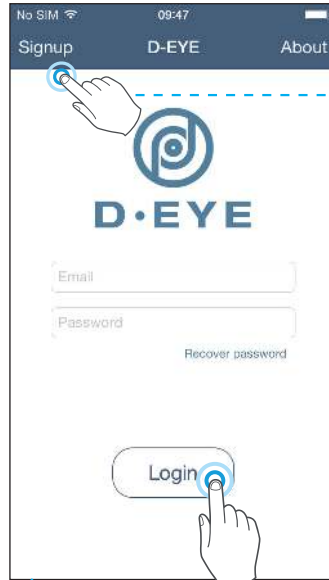 No SIM 09:47
Signup D-EYE About
D·EYE
Email
Password
Recover password
Login